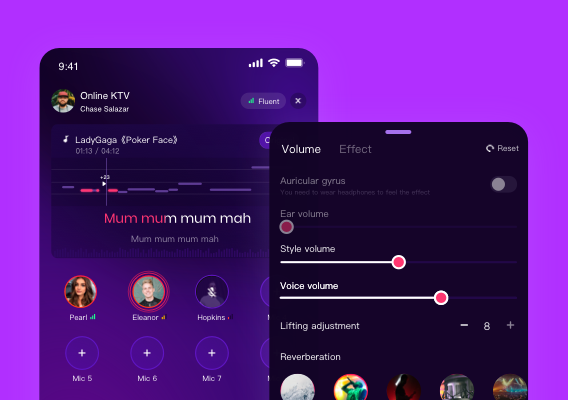 9:41
Online KTV
Chase Salazar
Fluent
LadyGaga《Poker Face》
01:13 / 04:12
+23
Mum mum mum mah
Mum mum mum mah
Pearl
Eleanor
Hopkins
Mic 5
Mic 6
Mic 7
Volume
Effect
Reset
Auricular gyrus
You need to wear headphones to feel the effect
Ear volume
Style volume
Voice volume
Lifting adjustment
− 8 +
Reverberation